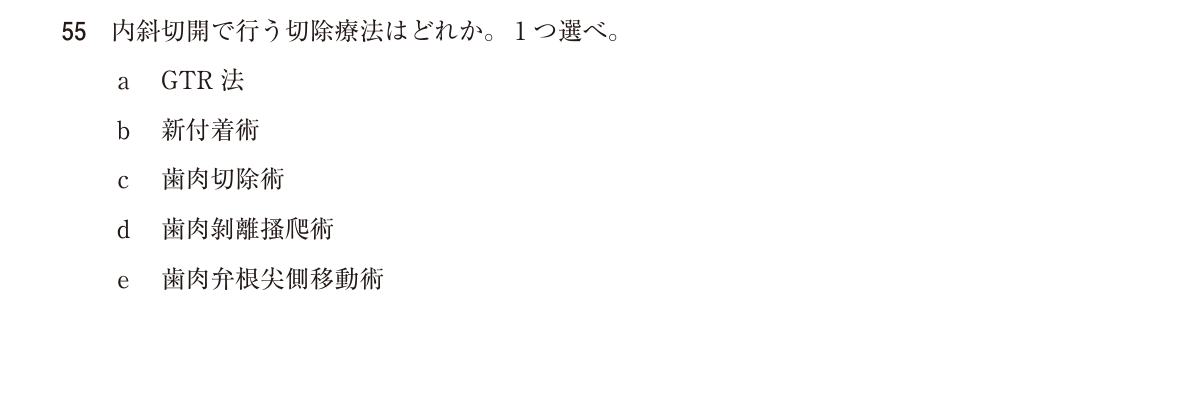 55 内斜切開で行う切除療法はどれか。1つ選べ。
a GTR 法
b 新付着術
c 歯肉切除術
d 歯肉剝離搔爬術
e 歯肉弁根尖側移動術